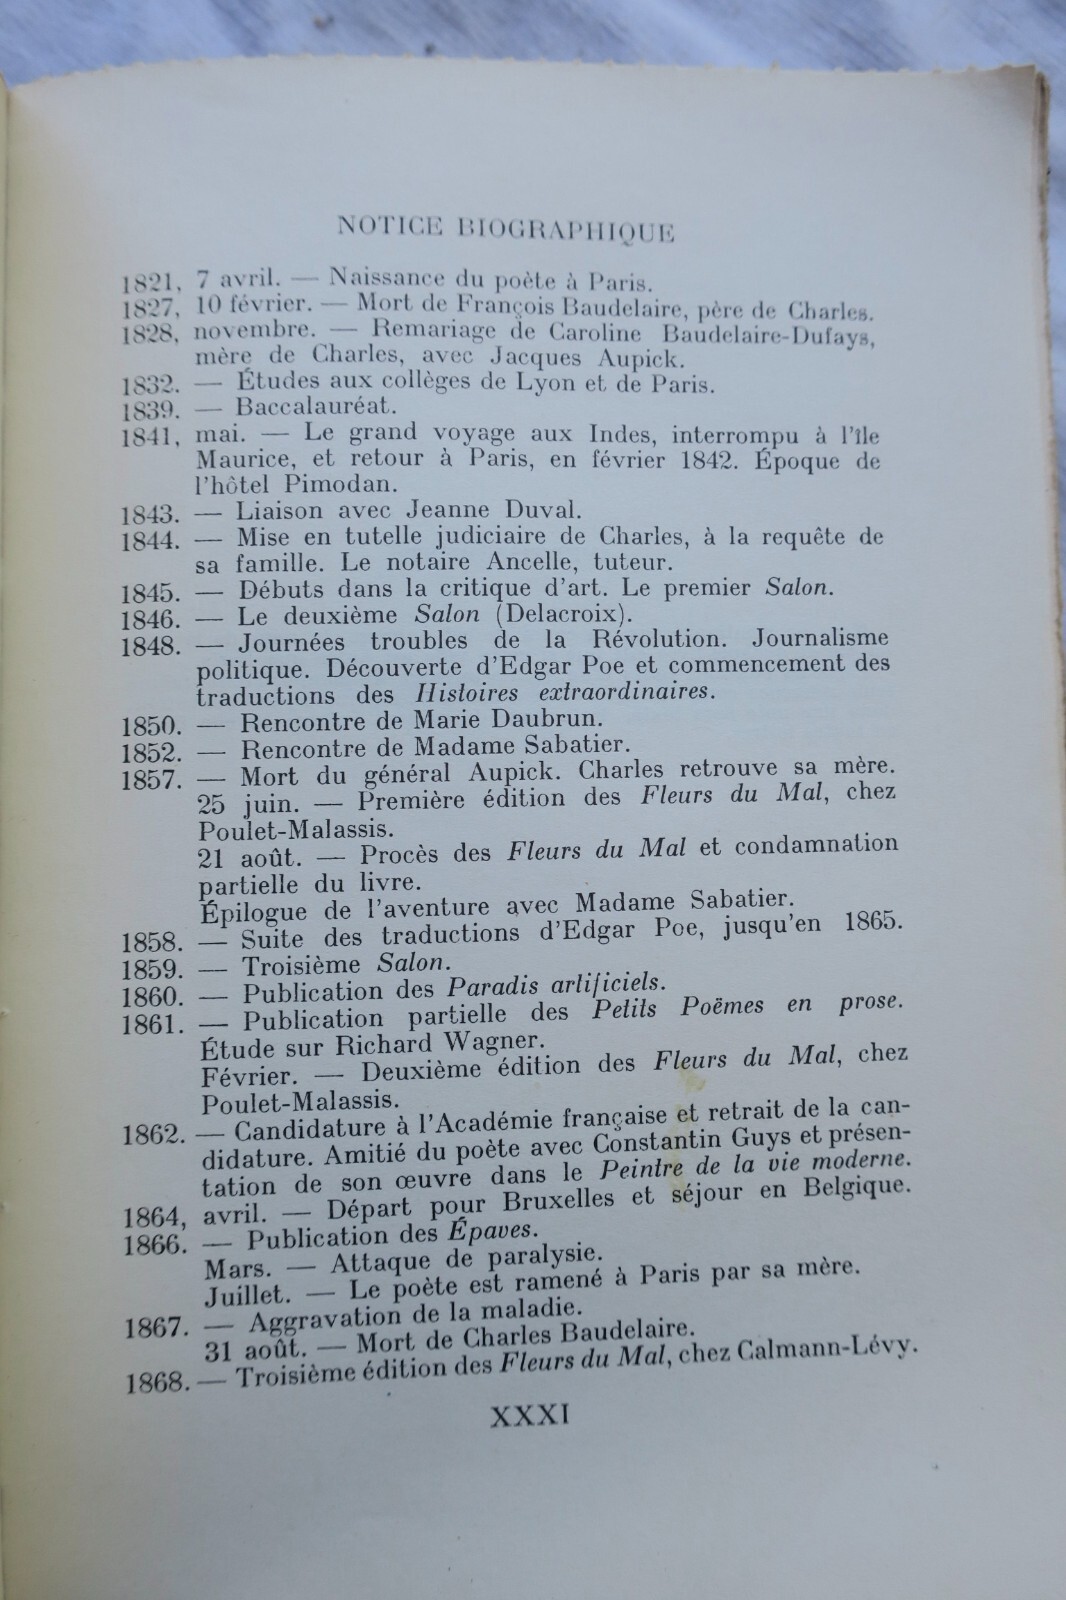 NOTICE BIOGRAPHIQUE
1821, 7 avril. — Naissance du poète à Paris.
1827, 10 février. — Mort de François Baudelaire, père de Charles.
1828, novembre. — Remariage de Caroline Baudelaire-Dufays,
mère de Charles, avec Jacques Aupick.
1832. — Études aux collèges de Lyon et de Paris.
1839. — Baccalauréat.
1841, mai. — Le grand voyage aux Indes, interrompu à l'île
Maurice, et retour à Paris, en février 1842. Époque de
l'hôtel Pimodan.
1843. — Liaison avec Jeanne Duval.
1844. — Mise en tutelle judiciaire de Charles, à la requête de
sa famille. Le notaire Ancelle, tuteur.
1845. — Débuts dans la critique d'art. Le premier Salon.
1846. — Le deuxième Salon (Delacroix).
1848. — Journées troubles de la Révolution. Journalisme
politique. Découverte d'Edgar Poe et commencement des
traductions des Histoires extraordinaires.
1850. — Rencontre de Marie Daubrun.
1852. — Rencontre de Madame Sabatier.
1857. — Mort du général Aupick. Charles retrouve sa mère.
25 juin. — Première édition des Fleurs du Mal, chez
Poulet-Malassis.
21 août. — Procès des Fleurs du Mal et condamnation
partielle du livre.
Épilogue de l'aventure avec Madame Sabatier.
1858. — Suite des traductions d'Edgar Poe, jusqu'en 1865.
1859. — Troisième Salon.
1860. — Publication des Paradis artificiels.
1861. — Publication partielle des Petits Poëmes en prose.
Étude sur Richard Wagner.
Février. — Deuxième édition des Fleurs du Mal, chez
Poulet-Malassis.
1862. — Candidature à l'Académie française et retrait de la can-
didature. Amitié du poète avec Constantin Guys et présen-
tation de son œuvre dans le Peintre de la vie moderne.
1864, avril. — Départ pour Bruxelles et séjour en Belgique.
1866. — Publication des Épaves.
Mars. — Attaque de paralysie.
Juillet. — Le poète est ramené à Paris par sa mère.
1867. — Aggravation de la maladie.
31 août. — Mort de Charles Baudelaire.
1868. — Troisième édition des Fleurs du Mal, chez Calmann-Lévy.
XXXI